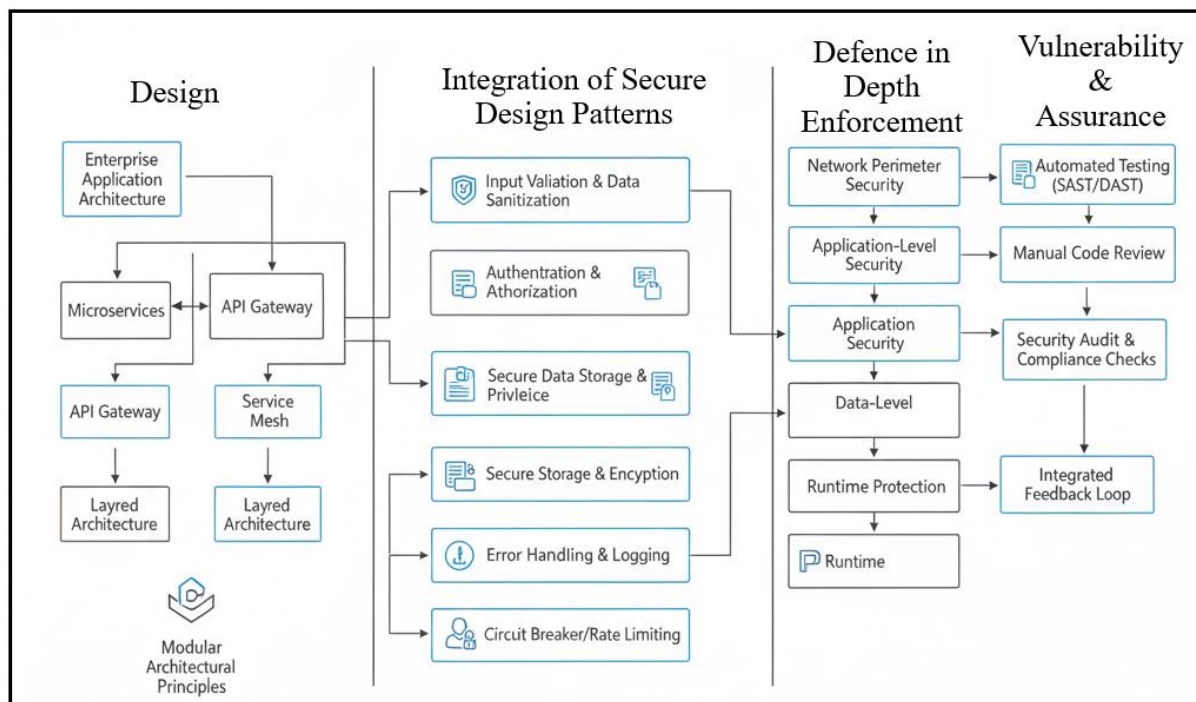 Design
Enterprise
Application
Architecture
Microservices
API Gateway
API Gateway
Service
Mesh
Layred
Architecture
Layred
Architecture
Modular
Architectural
Principles
Integration of Secure
Design Patterns
Input Valiation & Data
Sanitization
Authentration &
Athorization
Secure Data Storage &
Privleice
Secure Storage & Encyption
Error Handling & Logging
Circuit Breaker/Rate Limiting
Defence in
Depth
Enforcement
Network Perimeter
Security
Application-Level
Security
Application
Security
Data-Level
Runtime Protection
Runtime
Vulnerability
&
Assurance
Automated Testing
(SAST/DAST)
Manual Code Review
Security Audit &
Compliance Checks
Integrated
Feedback Loop